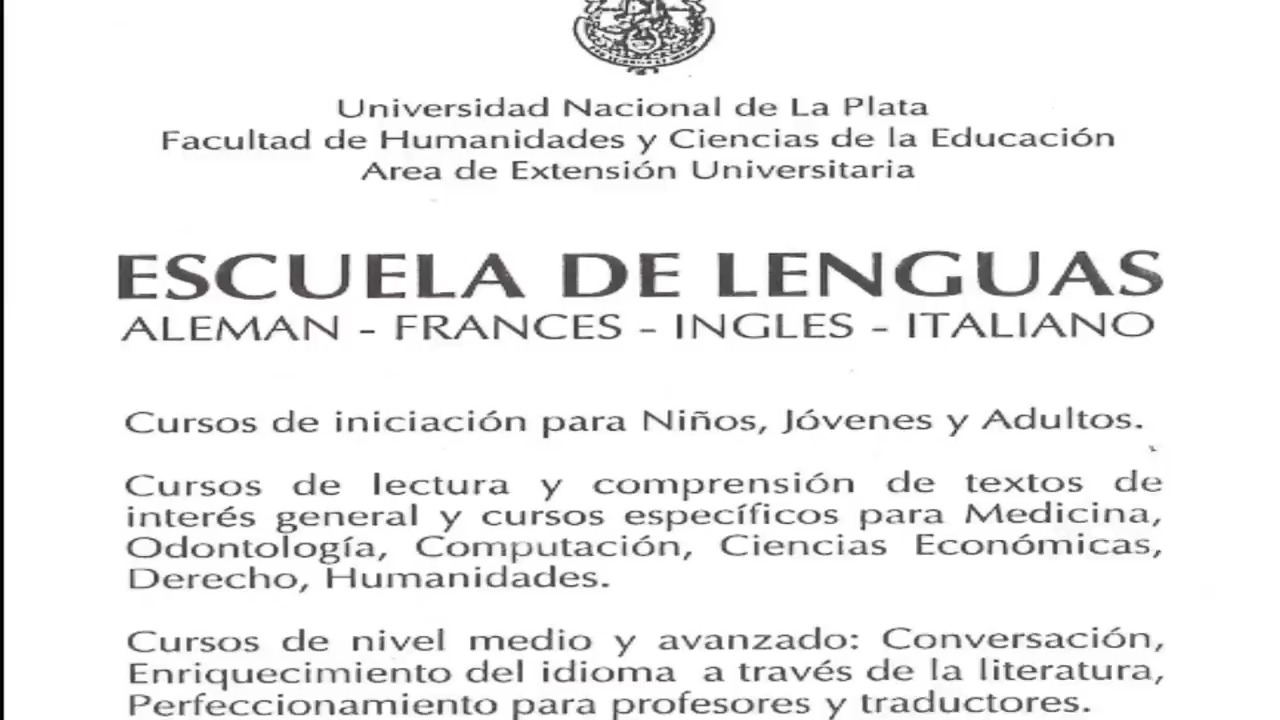 Universidad Nacional de La Plata
Facultad de Humanidades y Ciencias de la Educación
Area de Extensión Universitaria
ESCUELA DE LENGUAS
ALEMAN - FRANCES - INGLES - ITALIANO
Cursos de iniciación para Niños, Jóvenes y Adultos.
Cursos de lectura y comprensión de textos de
interés general y cursos específicos para Medicina,
Odontología, Computación, Ciencias Económicas,
Derecho, Humanidades.
Cursos de nivel medio y avanzado: Conversación,
Enriquecimiento del idioma a través de la literatura,
Perfeccionamiento para profesores y traductores.